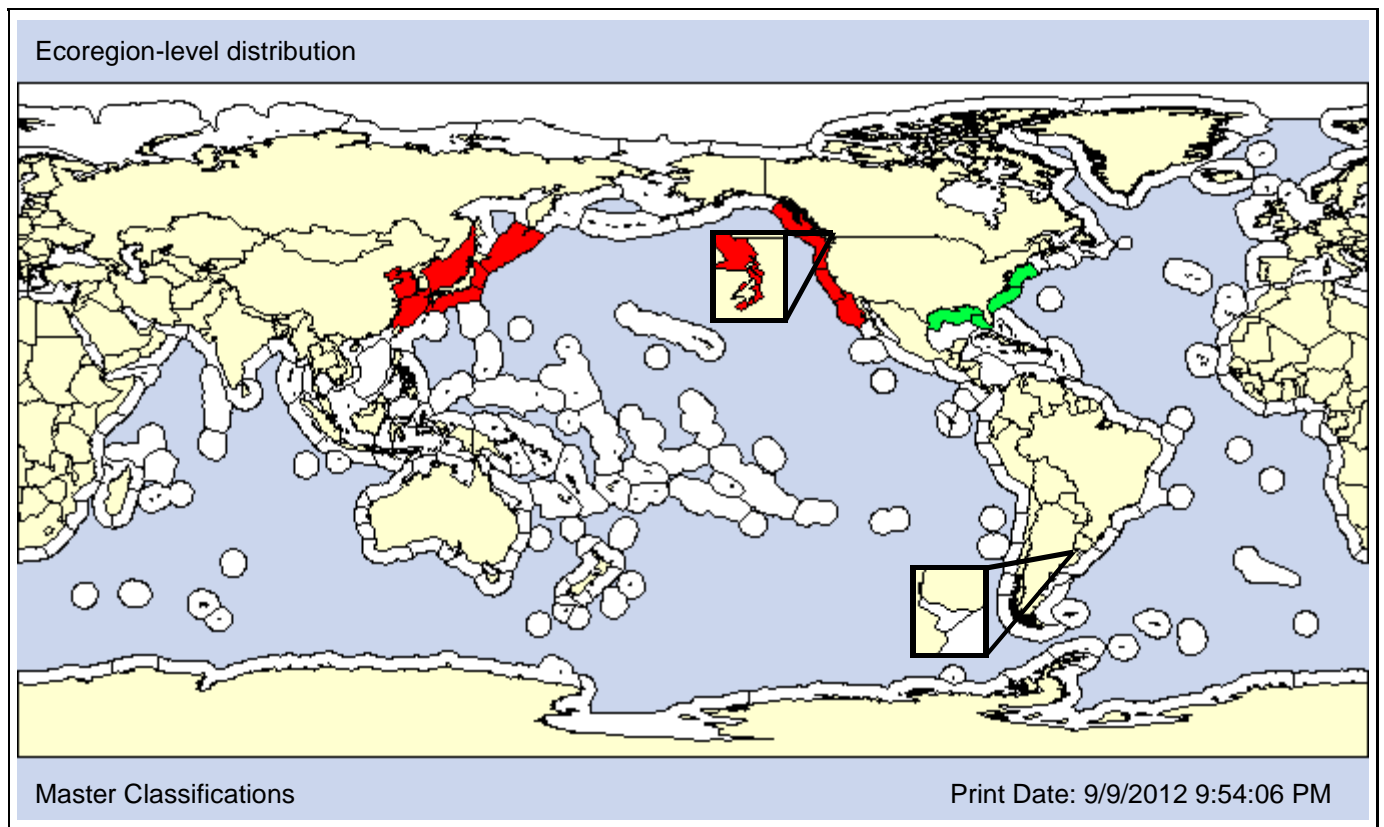 Ecoregion-level distribution
Master Classifications
Print Date: 9/9/2012 9:54:06 PM